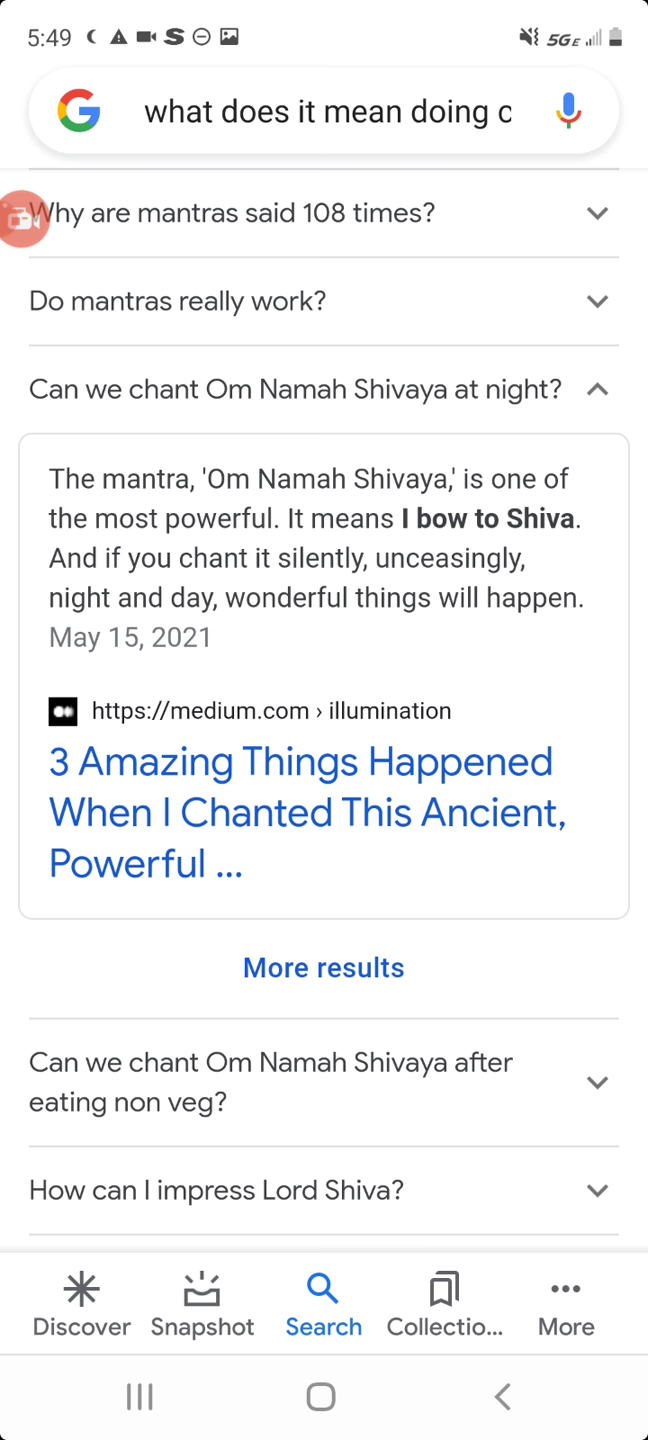 5:49
5GE
what does it mean doing c
Why are mantras said 108 times?
Do mantras really work?
Can we chant Om Namah Shivaya at night?
The mantra, 'Om Namah Shivaya,' is one of
the most powerful. It means I bow to Shiva.
And if you chant it silently, unceasingly,
night and day, wonderful things will happen.
May 15, 2021
https://medium.com › illumination
3 Amazing Things Happened
When I Chanted This Ancient,
Powerful ...
More results
Can we chant Om Namah Shivaya after
eating non veg?
How can I impress Lord Shiva?
Discover Snapshot Search Collectio... More